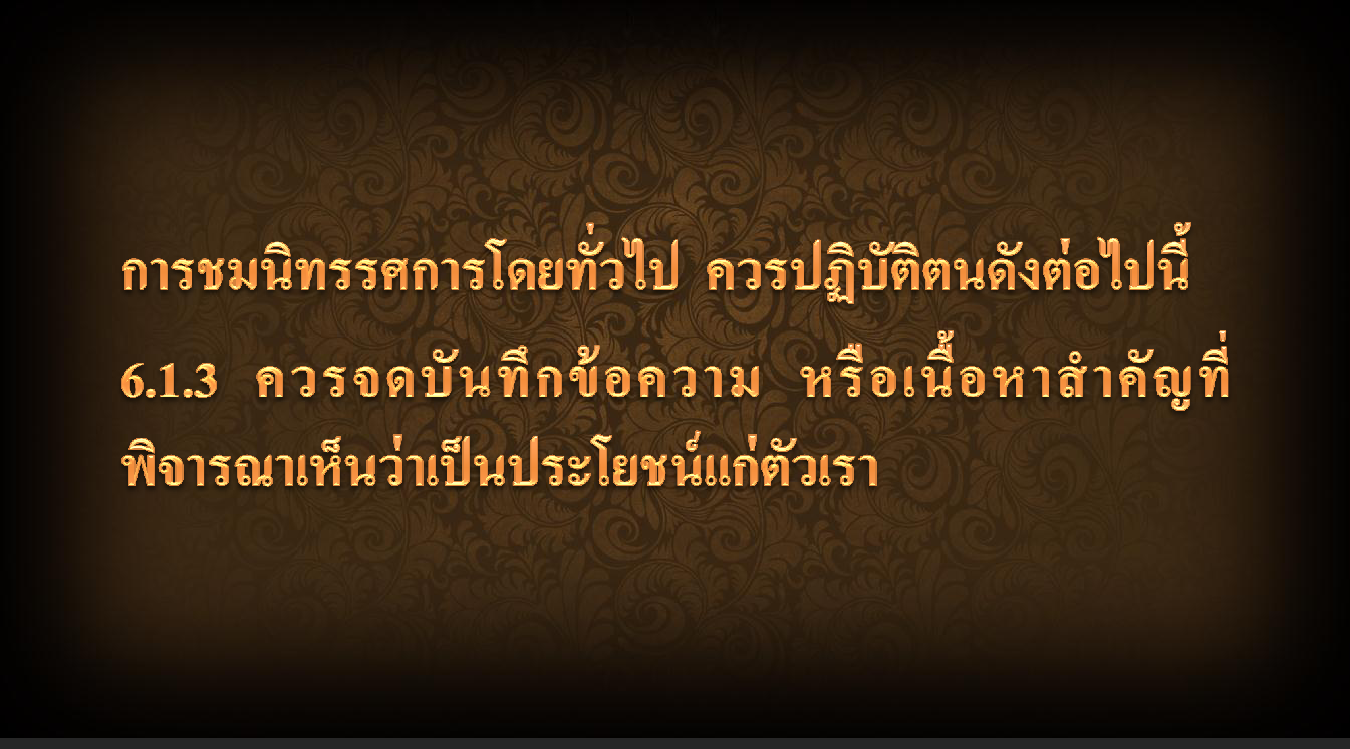 การชมนิทรรศการโดยทั่วไป ควรปฏิบัติตนดังต่อไปนี้
6.1.3 ควรจดบันทึกข้อความ หรือเนื้อหาสำคัญที่
พิจารณาเห็นว่าเป็นประโยชน์แก่ตัวเรา